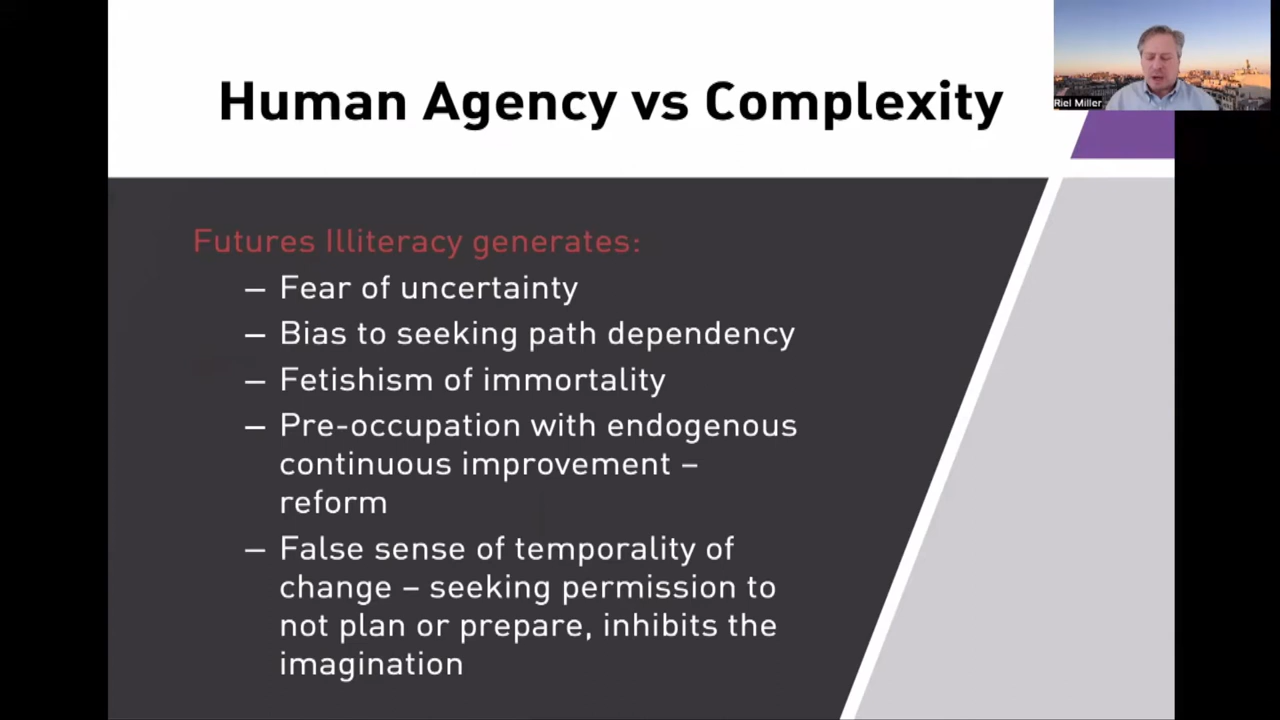 Human Agency vs Complexity
Riel Miller
Futures Illiteracy generates:
– Fear of uncertainty
– Bias to seeking path dependency
– Fetishism of immortality
– Pre-occupation with endogenous
continuous improvement –
reform
– False sense of temporality of
change – seeking permission to
not plan or prepare, inhibits the
imagination